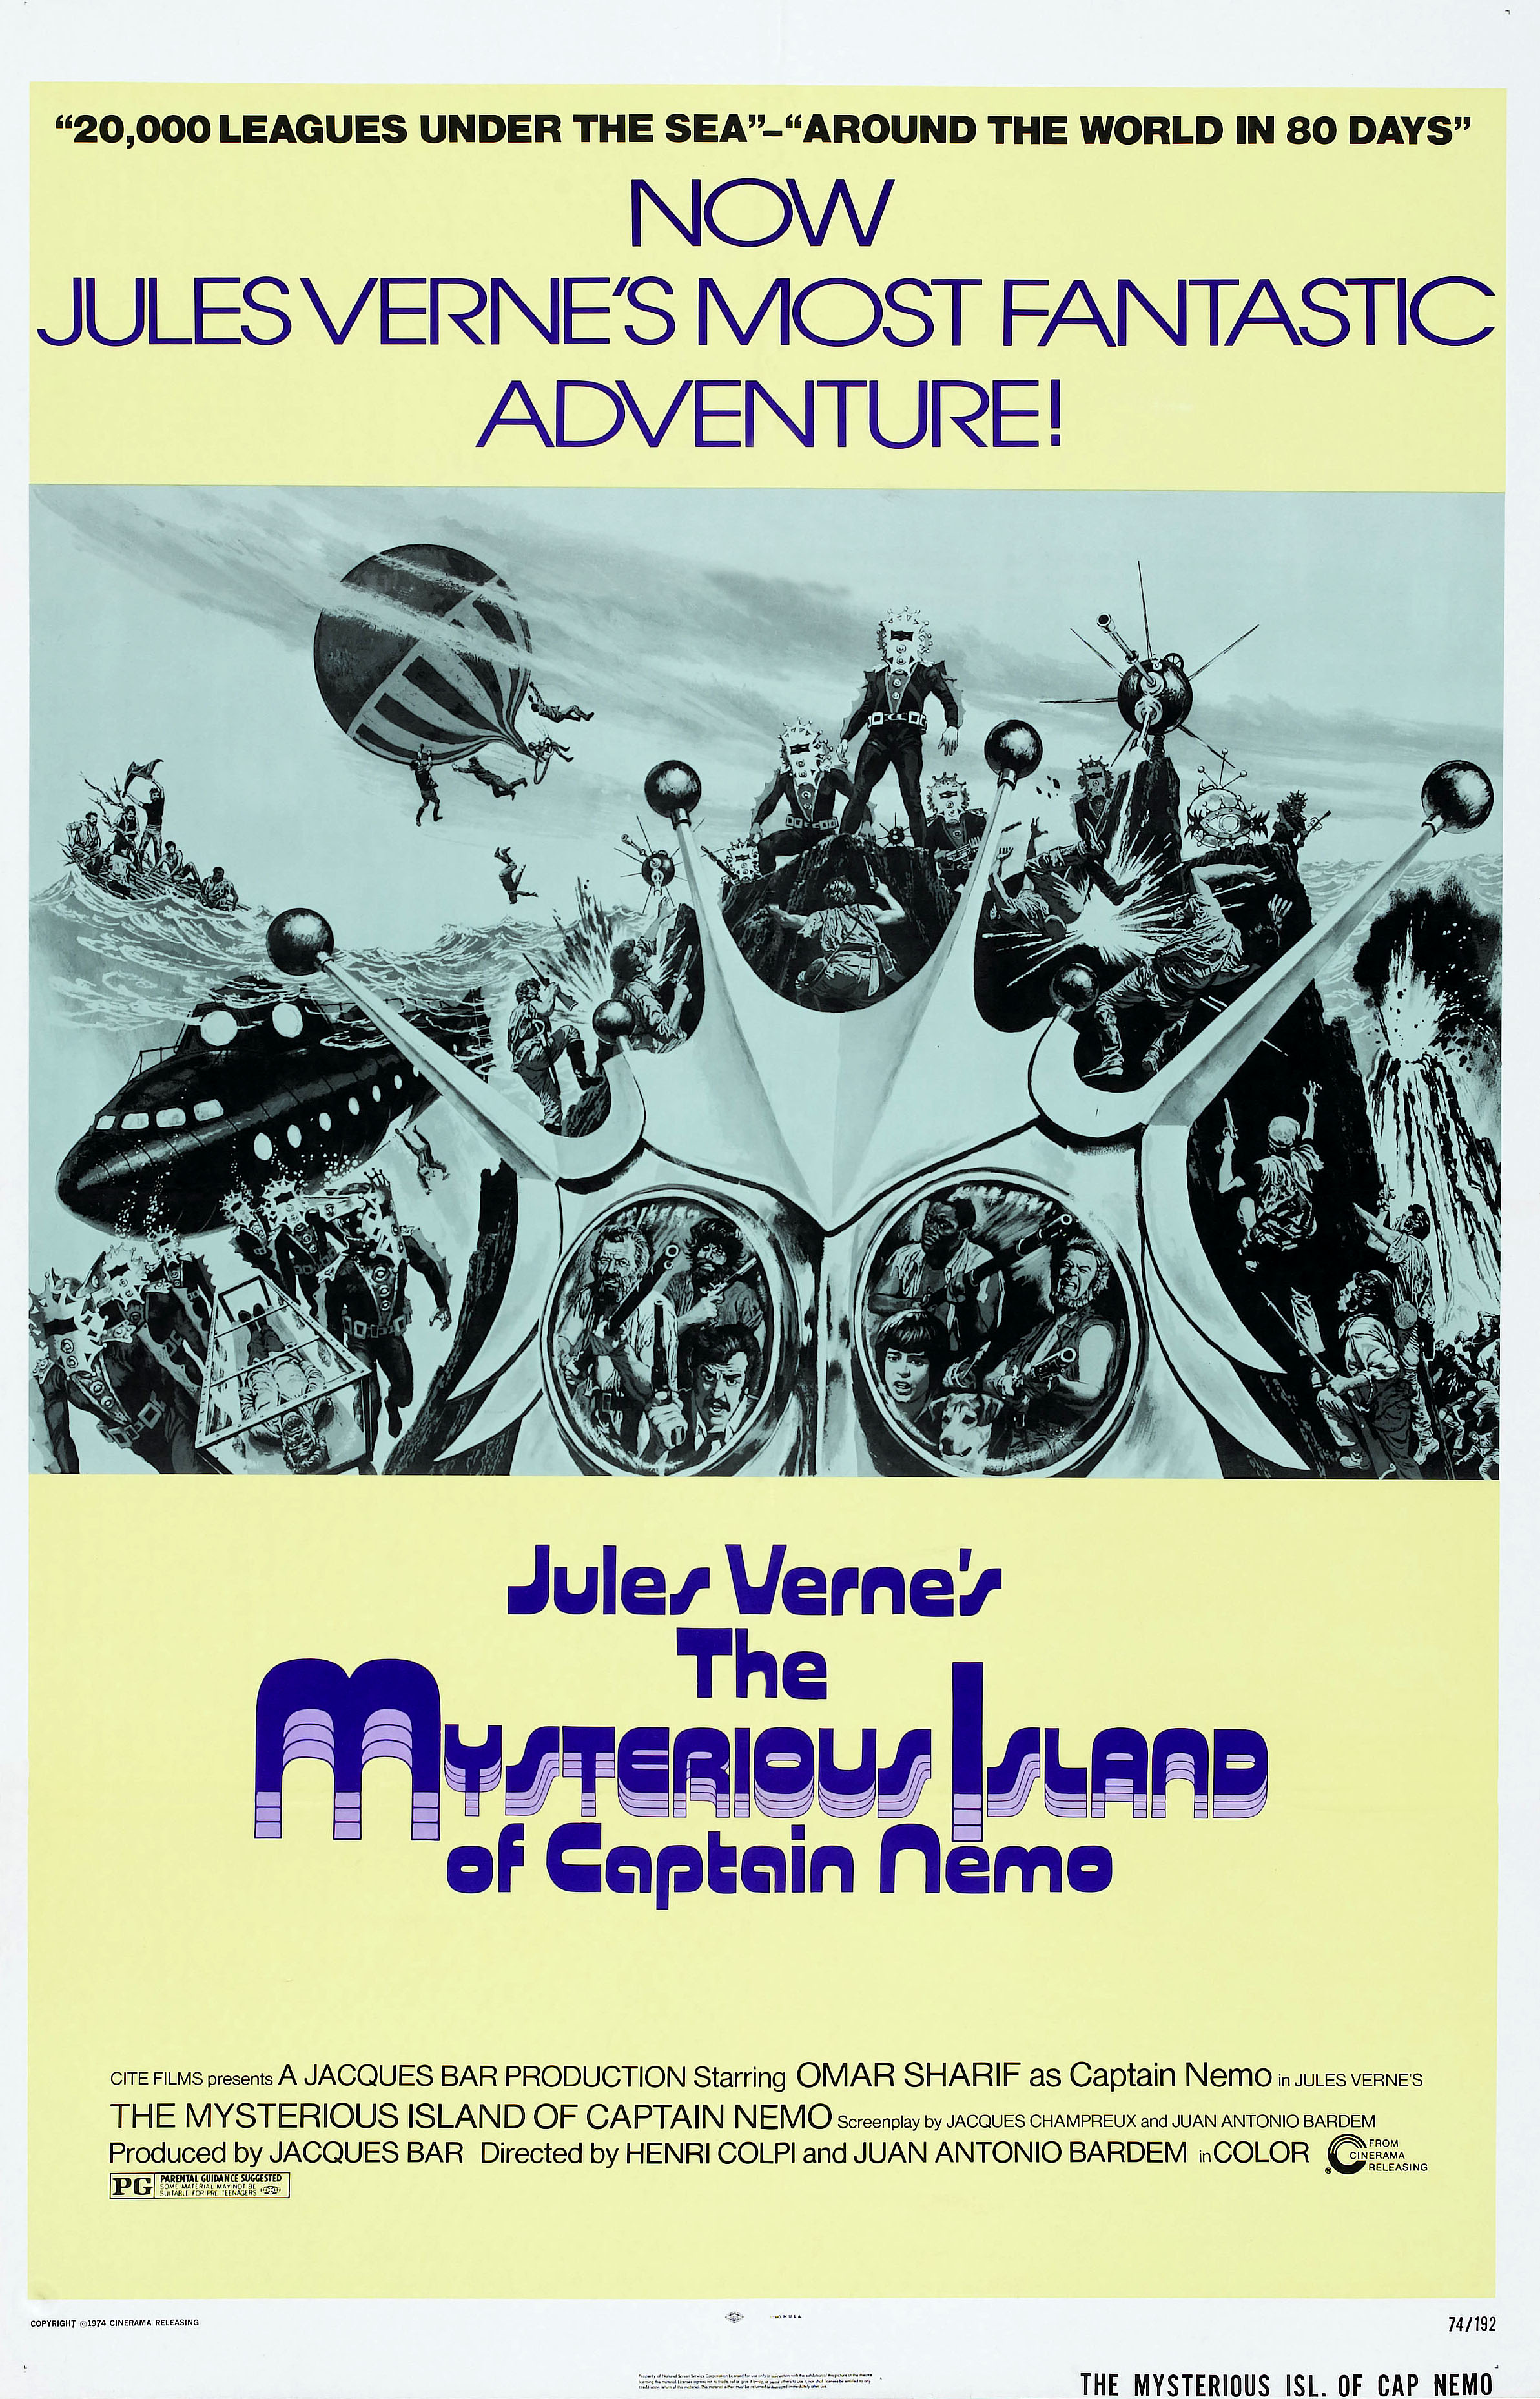 “20,000 LEAGUES UNDER THE SEA”–“AROUND THE WORLD IN 80 DAYS”
NOW
JULES VERNE'S MOST FANTASTIC
ADVENTURE!
Jules Verne's
The
MYSTERIOUS ISLAND
of Captain Nemo
CITE FILMS presents A JACQUES BAR PRODUCTION Starring OMAR SHARIF as Captain Nemo in JULES VERNE'S
THE MYSTERIOUS ISLAND OF CAPTAIN NEMO Screenplay by JACQUES CHAMPREUX and JUAN ANTONIO BARDEM
Produced by JACQUES BAR Directed by HENRI COLPI and JUAN ANTONIO BARDEM in COLOR
FROM
CINERAMA
RELEASING
PG PARENTAL GUIDANCE SUGGESTED
SOME MATERIAL MAY NOT BE
SUITABLE FOR PRE-TEENAGERS
COPYRIGHT ©1974 CINERAMA RELEASING
74/192
THE MYSTERIOUS ISL. OF CAP NEMO